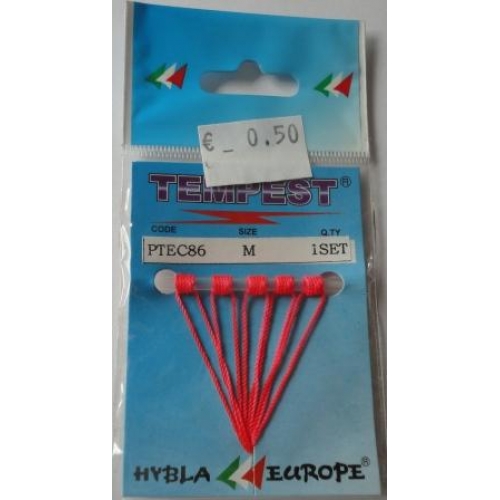 € _ 0.50
TEMPEST®
CODE SIZE Q.TY
PTEC86 M 1SET
HYBLA EUROPE®